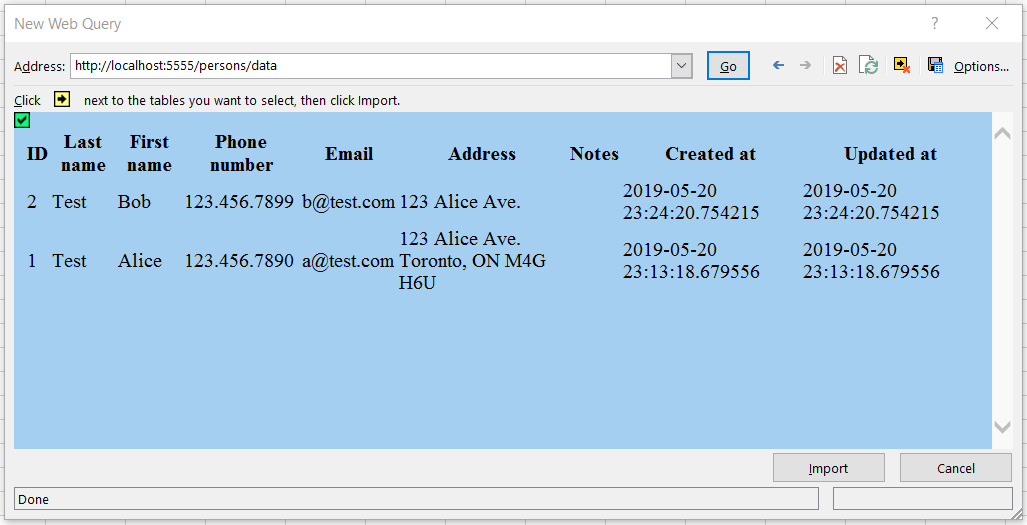 New Web Query
Address: http://localhost:5555/persons/data Go Options...
Click next to the tables you want to select, then click Import.
ID Last name First name Phone number Email Address Notes Created at Updated at
2 Test Bob 123.456.7899 b@test.com 123 Alice Ave. 2019-05-20 23:24:20.754215 2019-05-20 23:24:20.754215
1 Test Alice 123.456.7890 a@test.com 123 Alice Ave. Toronto, ON M4G H6U 2019-05-20 23:13:18.679556 2019-05-20 23:13:18.679556
Import Cancel
Done